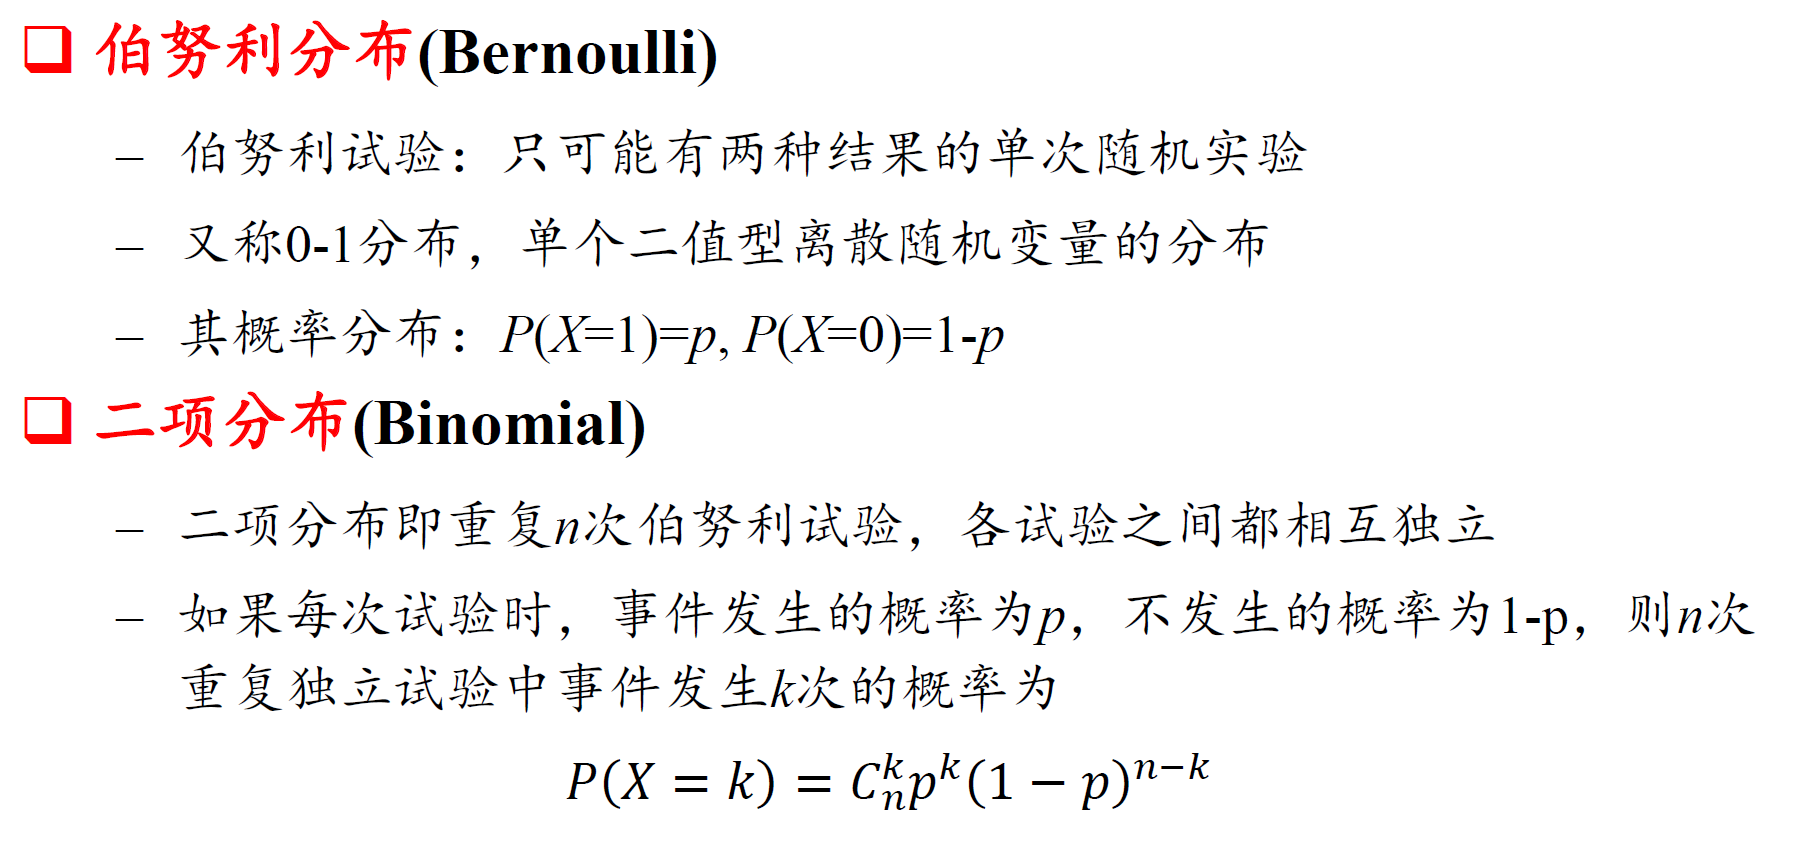 ❑ 伯努利分布(Bernoulli)
– 伯努利试验：只可能有两种结果的单次随机实验
– 又称0-1分布，单个二值型离散随机变量的分布
– 其概率分布：P(X=1)=p, P(X=0)=1-p
❑ 二项分布(Binomial)
– 二项分布即重复n次伯努利试验，各试验之间都相互独立
– 如果每次试验时，事件发生的概率为p，不发生的概率为1-p，则n次
重复独立试验中事件发生k次的概率为
$P(X = k) = C_n^k p^k (1 - p)^{n-k}$